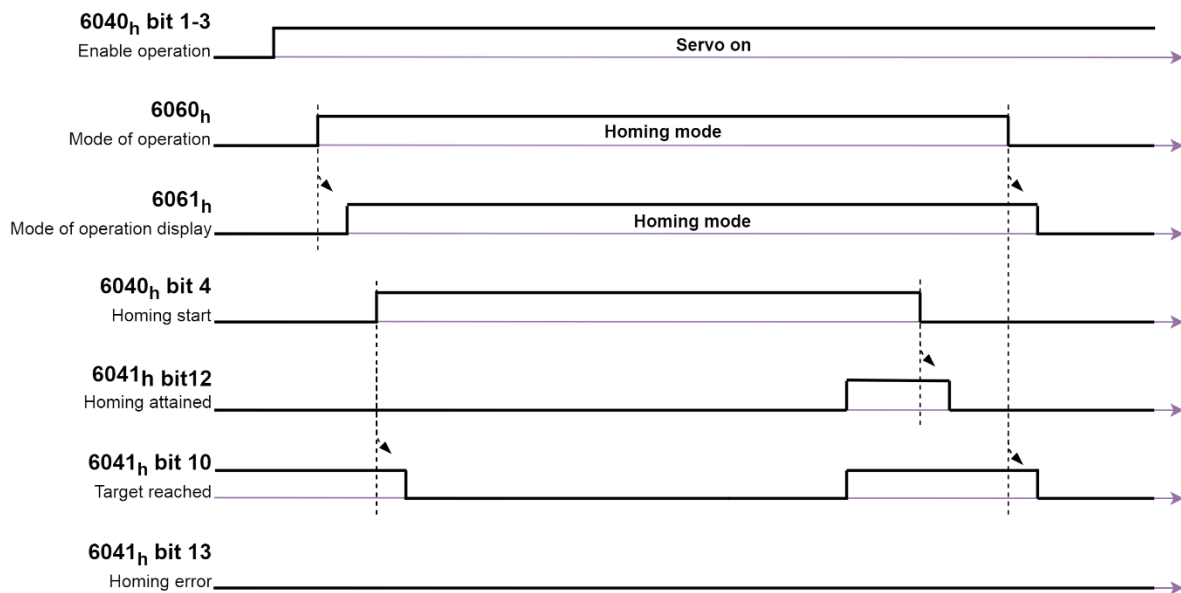 6040h bit 1-3
Enable operation
Servo on
6060h
Mode of operation
Homing mode
6061h
Mode of operation display
Homing mode
6040h bit 4
Homing start
6041h bit12
Homing attained
6041h bit 10
Target reached
6041h bit 13
Homing error